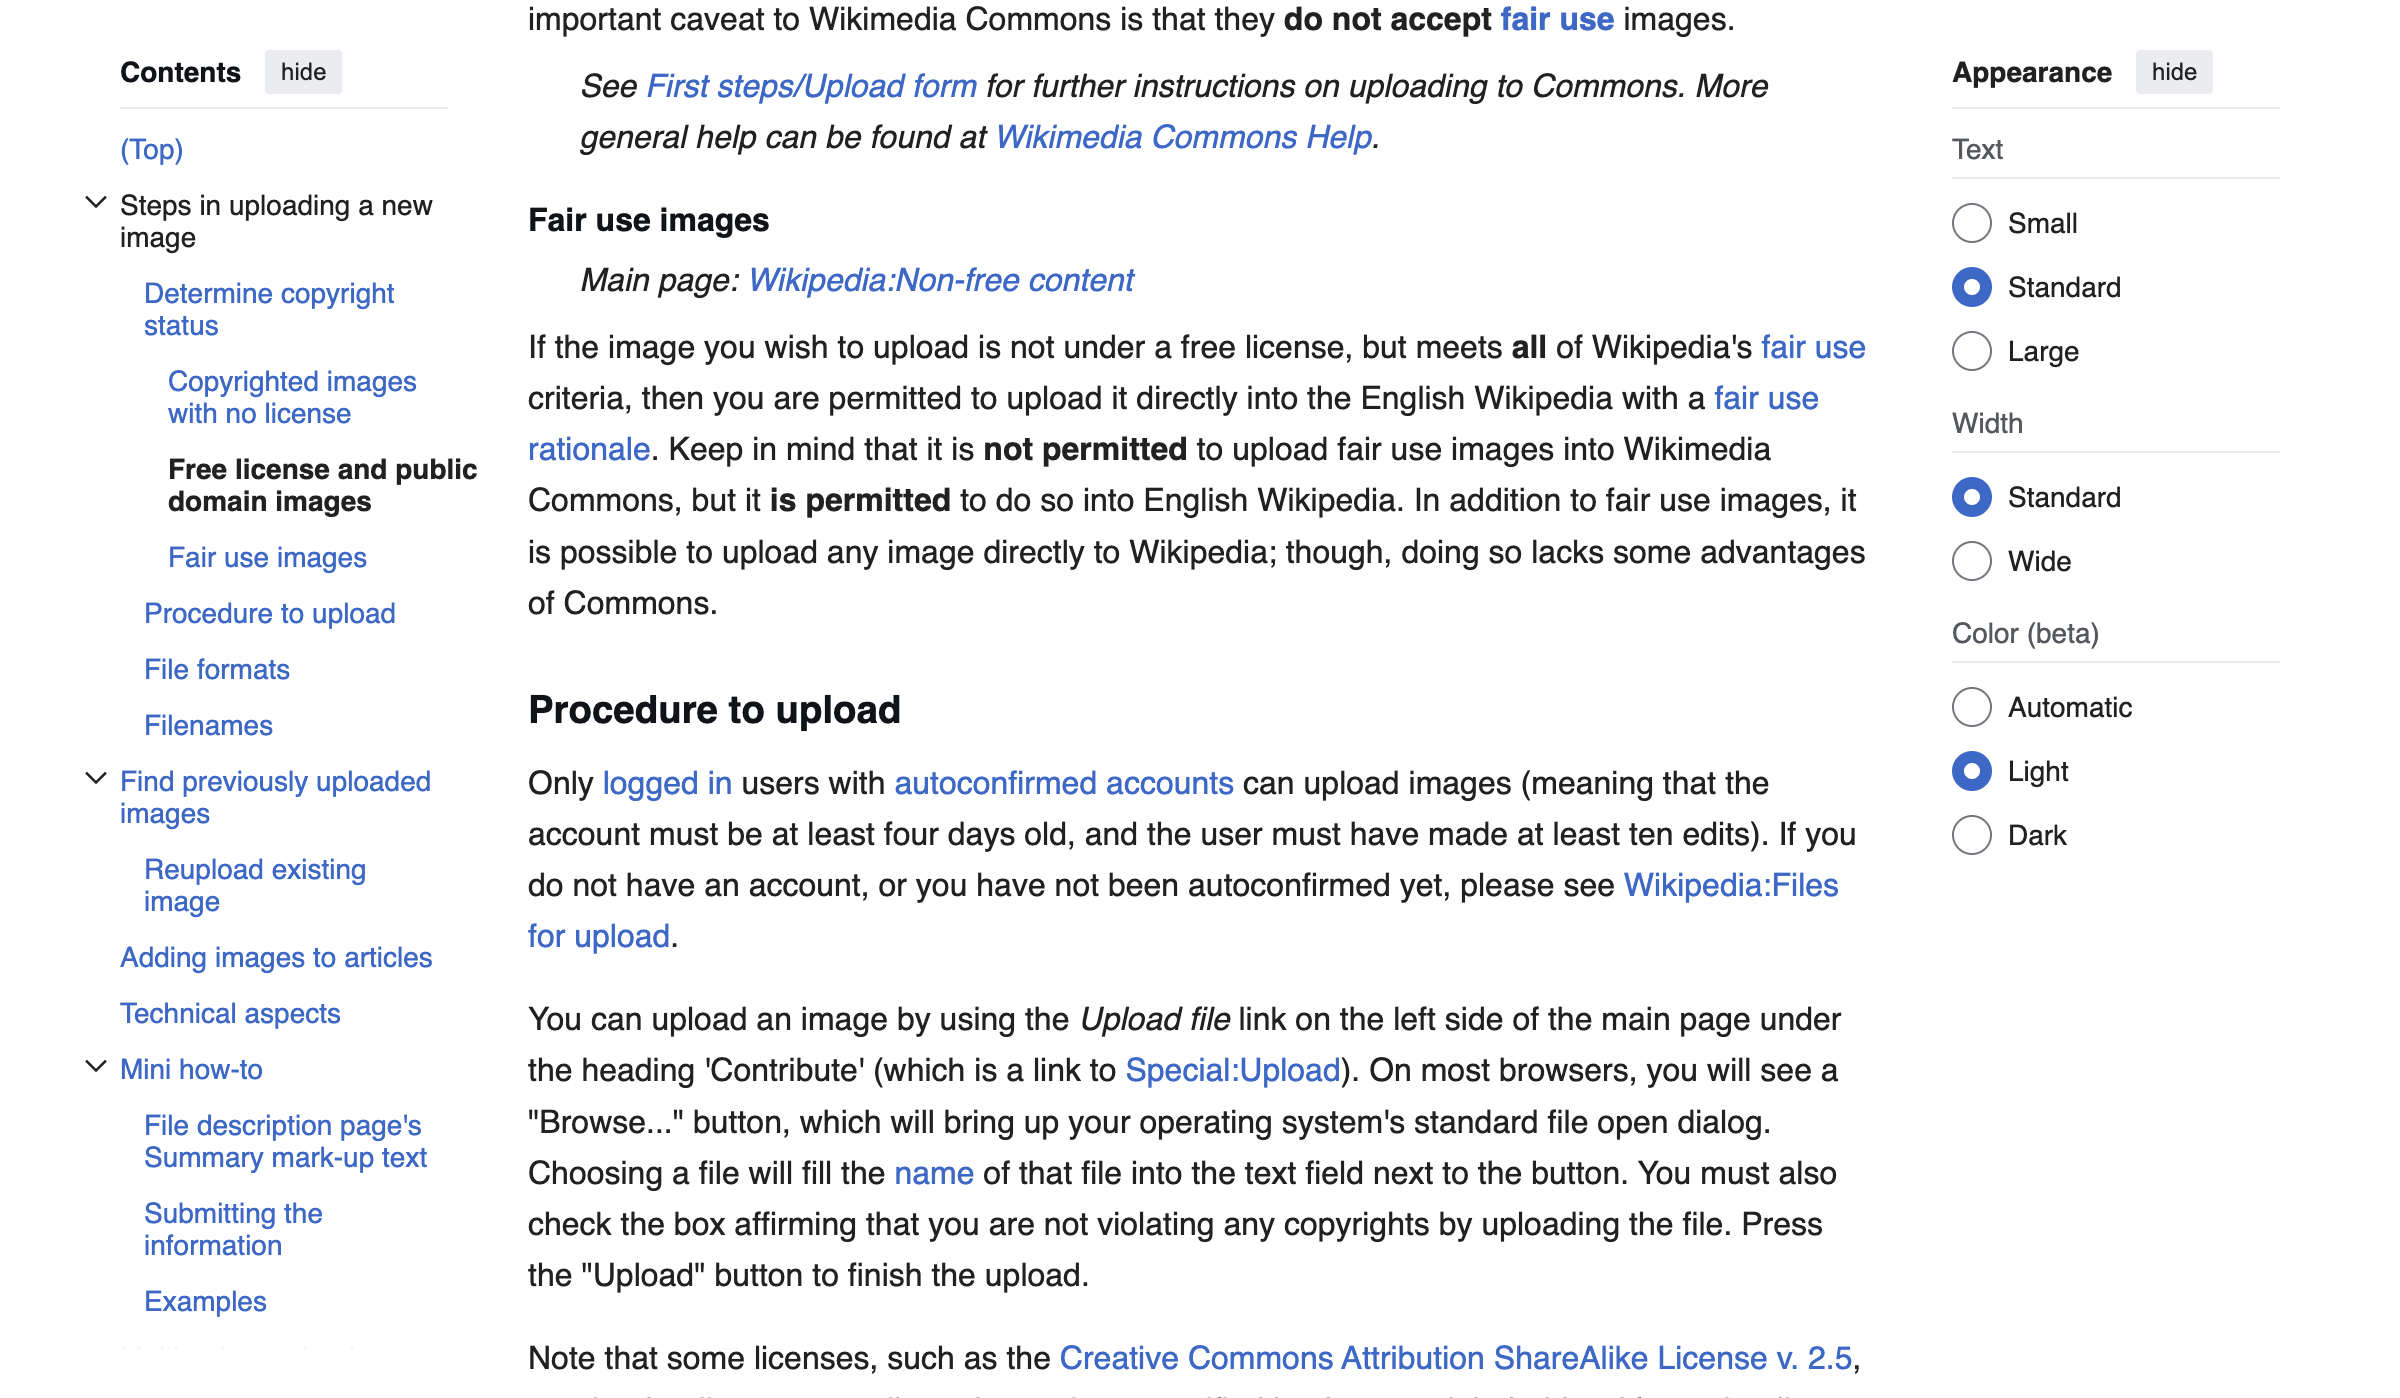 important caveat to Wikimedia Commons is that they do not accept fair use images.
See First steps/Upload form for further instructions on uploading to Commons. More
general help can be found at Wikimedia Commons Help.
Contents hide
(Top)
Steps in uploading a new
image
Determine copyright
status
Copyrighted images
with no license
Free license and public
domain images
Fair use images
Procedure to upload
File formats
Filenames
Find previously uploaded
images
Reupload existing
image
Adding images to articles
Technical aspects
Mini how-to
File description page's
Summary mark-up text
Submitting the
information
Examples
Fair use images
Main page: Wikipedia:Non-free content
If the image you wish to upload is not under a free license, but meets all of Wikipedia's fair use
criteria, then you are permitted to upload it directly into the English Wikipedia with a fair use
rationale. Keep in mind that it is not permitted to upload fair use images into Wikimedia
Commons, but it is permitted to do so into English Wikipedia. In addition to fair use images, it
is possible to upload any image directly to Wikipedia; though, doing so lacks some advantages
of Commons.
Procedure to upload
Only logged in users with autoconfirmed accounts can upload images (meaning that the
account must be at least four days old, and the user must have made at least ten edits). If you
do not have an account, or you have not been autoconfirmed yet, please see Wikipedia:Files
for upload.
You can upload an image by using the Upload file link on the left side of the main page under
the heading 'Contribute' (which is a link to Special:Upload). On most browsers, you will see a
"Browse..." button, which will bring up your operating system's standard file open dialog.
Choosing a file will fill the name of that file into the text field next to the button. You must also
check the box affirming that you are not violating any copyrights by uploading the file. Press
the "Upload" button to finish the upload.
Note that some licenses, such as the Creative Commons Attribution ShareAlike License v. 2.5,
Appearance hide
Text
Small
Standard
Large
Width
Standard
Wide
Color (beta)
Automatic
Light
Dark